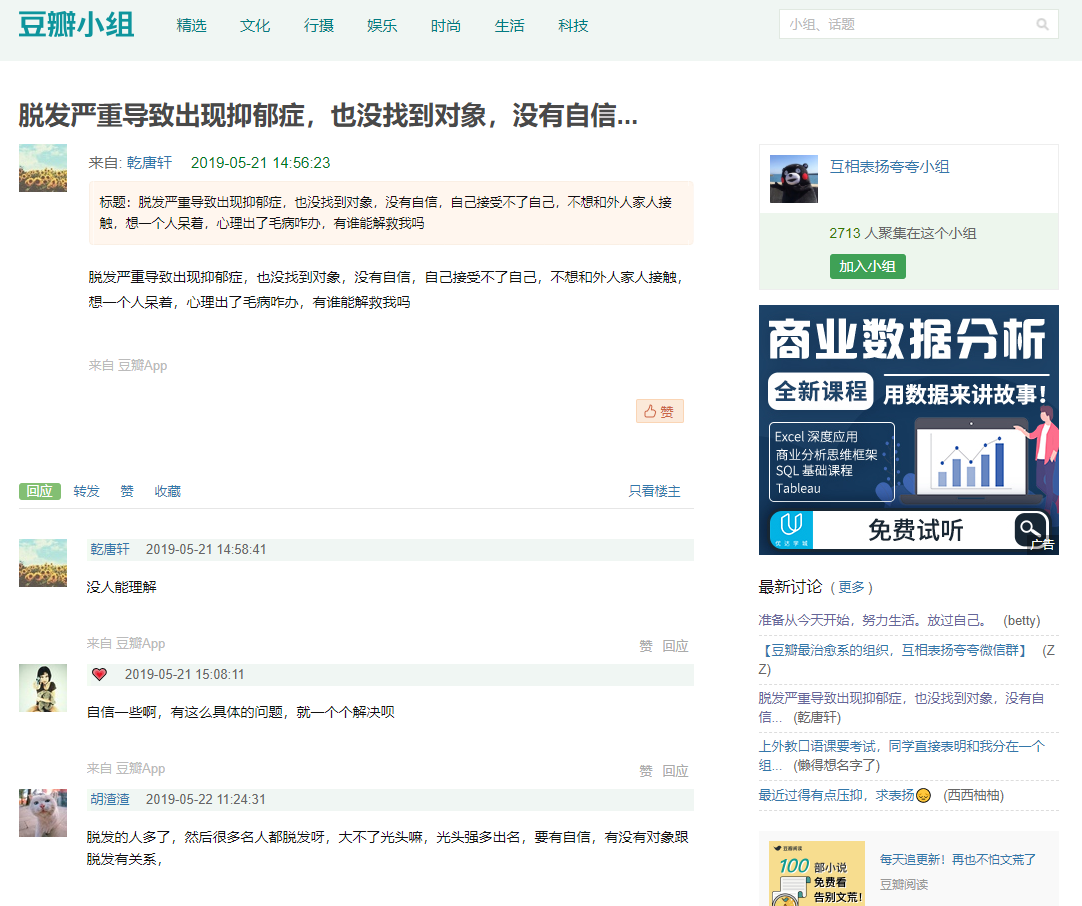 豆瓣小组 精选 文化 行摄 娱乐 时尚 生活 科技 小组、话题
脱发严重导致出现抑郁症，也没找到对象，没有自信...
来自: 乾唐轩 2019-05-21 14:56:23
标题：脱发严重导致出现抑郁症，也没找到对象，没有自信，自己接受不了自己，不想和外人家人接
触，想一个人呆着，心理出了毛病咋办，有谁能解救我吗
脱发严重导致出现抑郁症，也没找到对象，没有自信，自己接受不了自己，不想和外人家人接触，
想一个人呆着，心理出了毛病咋办，有谁能解救我吗
来自 豆瓣App
赞
回应 转发 赞 收藏 只看楼主
乾唐轩 2019-05-21 14:58:41
没人能理解
来自 豆瓣App 赞 回应
2019-05-21 15:08:11
自信一些啊，有这么具体的问题，就一个个解决呗
来自 豆瓣App 赞 回应
胡渣渣 2019-05-22 11:24:31
脱发的人多了，然后很多名人都脱发呀，大不了光头嘛，光头强多出名，要有自信，有没有对象跟
脱发有关系，
互相表扬夸夸小组
2713 人聚集在这个小组
加入小组
商业数据分析
全新课程 用数据来讲故事！
Excel 深度应用
商业分析思维框架
SQL 基础课程
Tableau
优达学城
免费试听
广告
最新讨论 （ 更多 ）
准备从今天开始，努力生活。放过自己。 (betty)
【豆瓣最治愈系的组织，互相表扬夸夸微信群】 (Z
Z)
脱发严重导致出现抑郁症，也没找到对象，没有自
信... (乾唐轩)
上外教口语课要考试，同学直接表明和我分在一个
组... (懒得想名字了)
最近过得有点压抑，求表扬😔 (西西柚柚)
豆瓣阅读
100 部小说
免费看
告别文荒！
每天追更新！再也不怕文荒了
豆瓣阅读